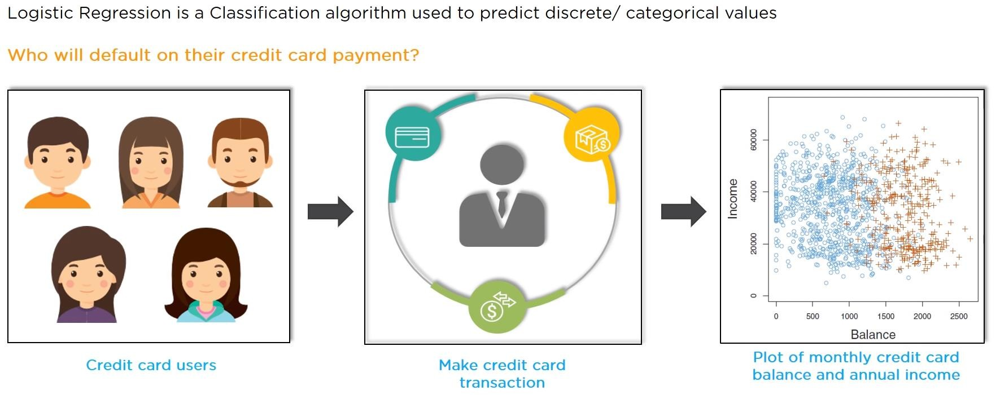 Logistic Regression is a Classification algorithm used to predict discrete/ categorical values
Who will default on their credit card payment?
Credit card users
$
$
Make credit card
transaction
Income
60000
40000
20000
0
0 500 1000 1500 2000 2500
Balance
Plot of monthly credit card
balance and annual income